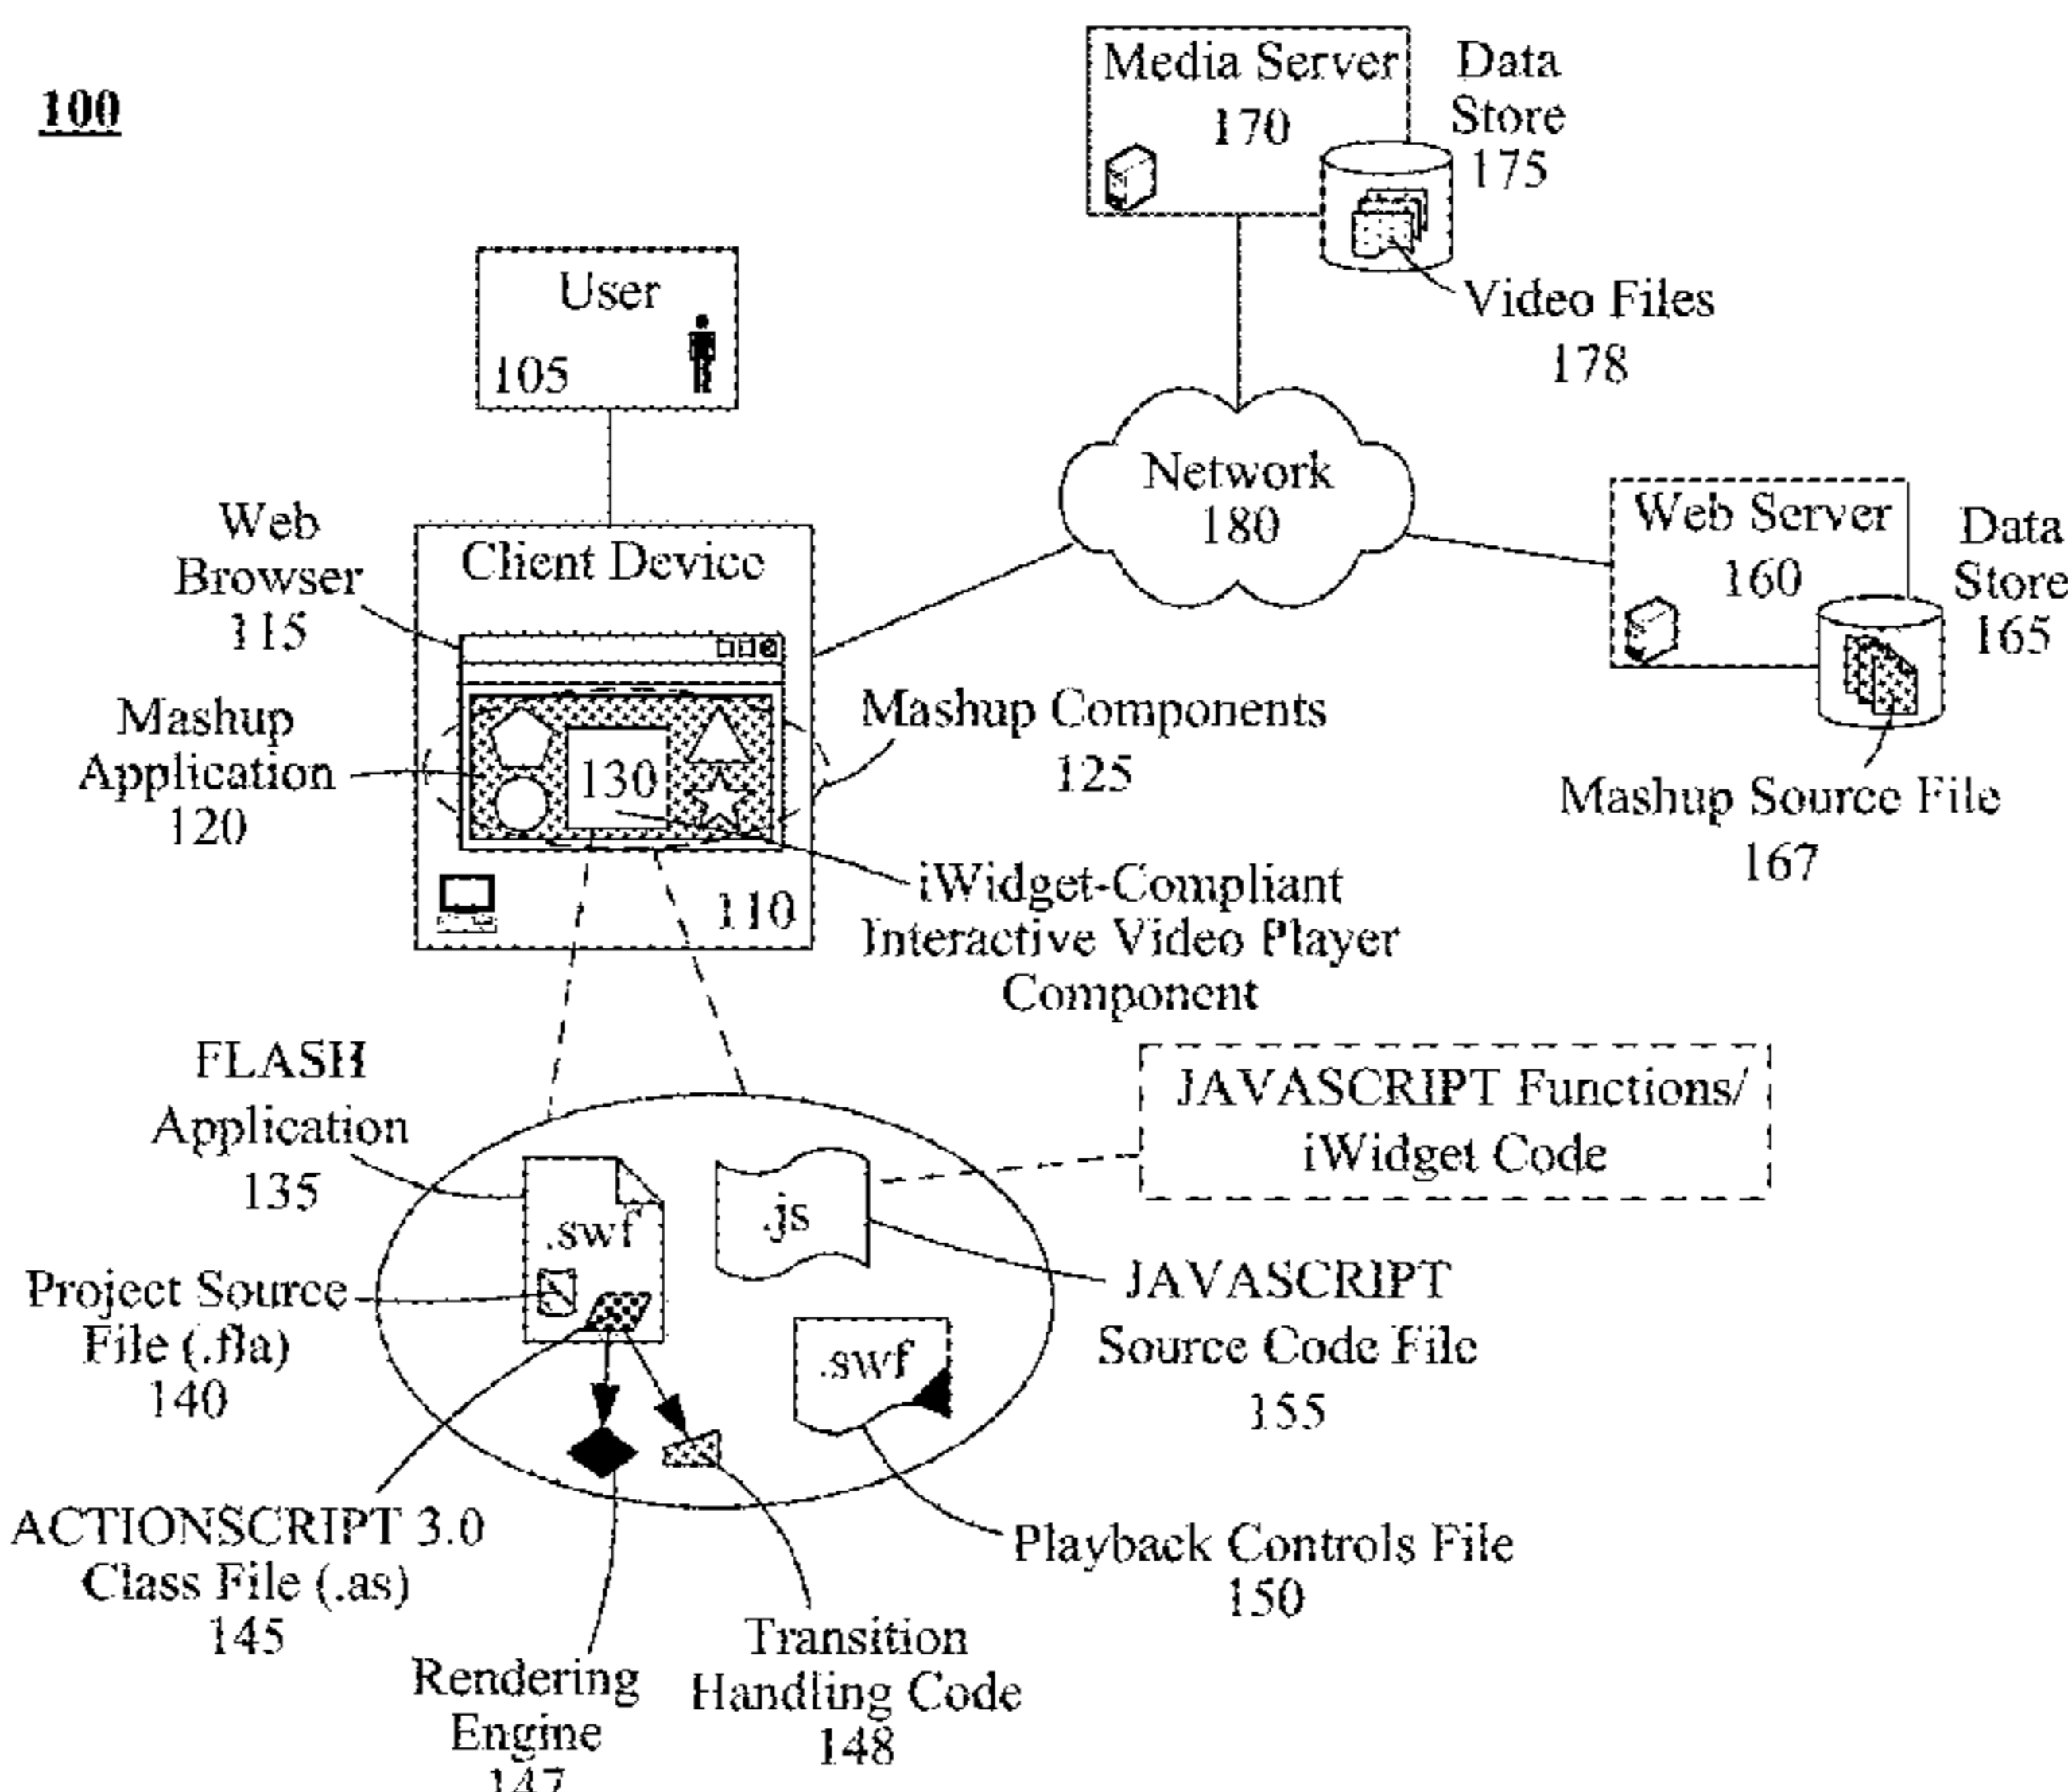 100
Media Server
170
Data
Store
175
Video Files
178
User
105
Network
180
Web Server
160
Data
Store
165
Mashup Source File
167
Web
Browser
115
Client Device
Mashup
Application
120
130
Mashup Components
125
110
iWidget-Compliant
Interactive Video Player
Component
FLASH
Application
135
.swf
.js
JAVASCRIPT Functions/
iWidget Code
Project Source
File (.fla)
140
JAVASCRIPT
Source Code File
155
.swf
ACTIONSCRIPT 3.0
Class File (.as)
145
Playback Controls File
150
Rendering
Engine
147
Transition
Handling Code
148